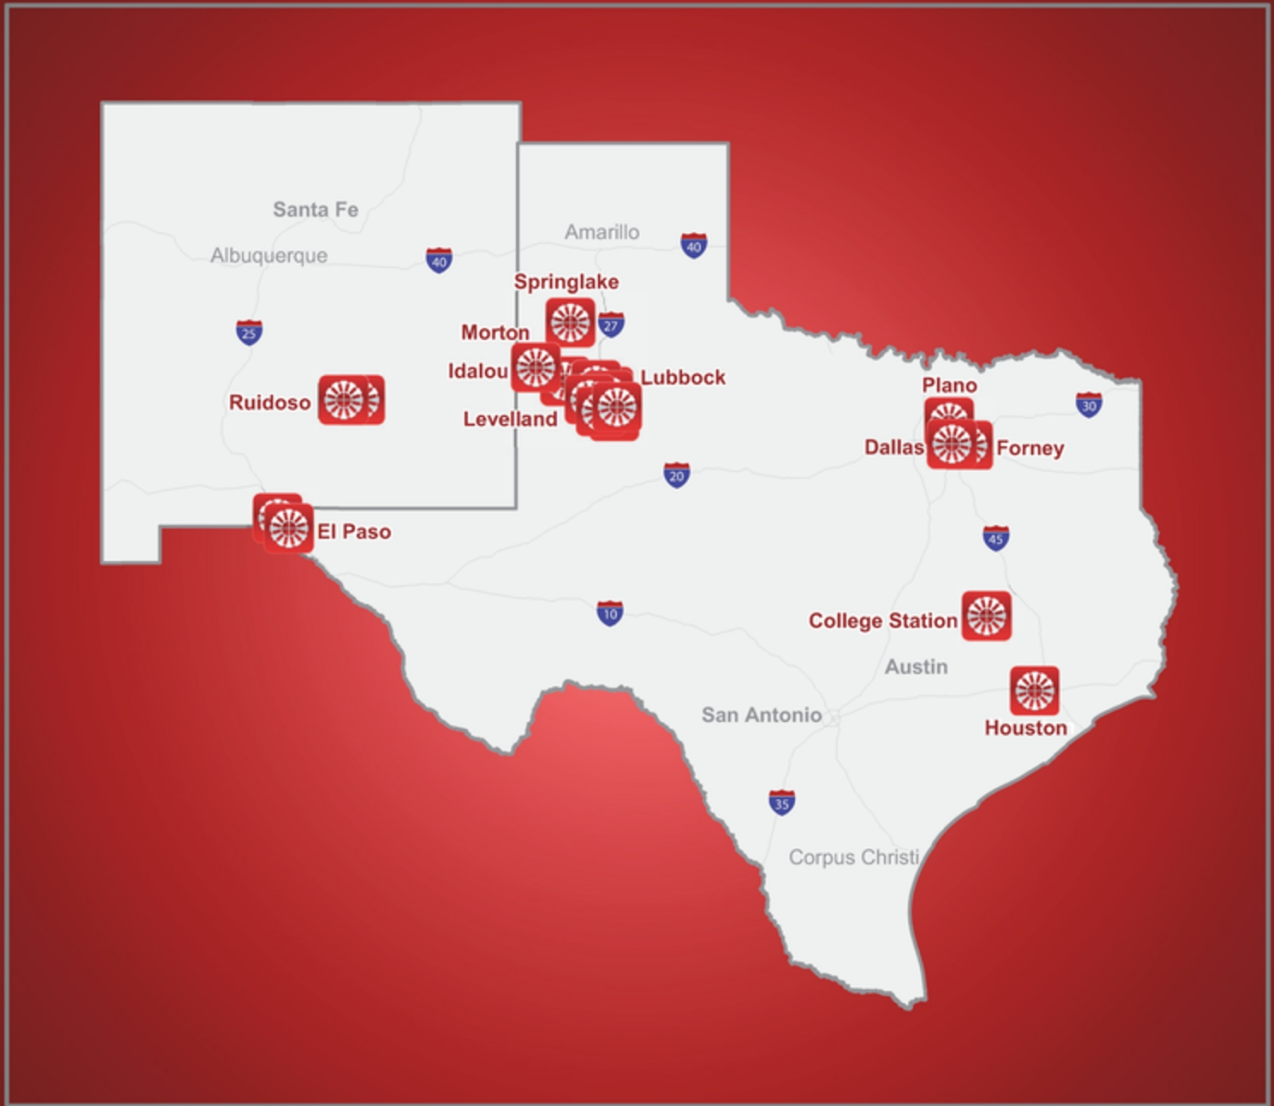 Santa Fe
Amarillo
40
Albuquerque
40
Springlake
27
25
Morton
Idalou
Lubbock
Plano
Ruidoso
30
Levelland
Dallas
Forney
20
El Paso
45
10
College Station
Austin
San Antonio
Houston
35
Corpus Christi